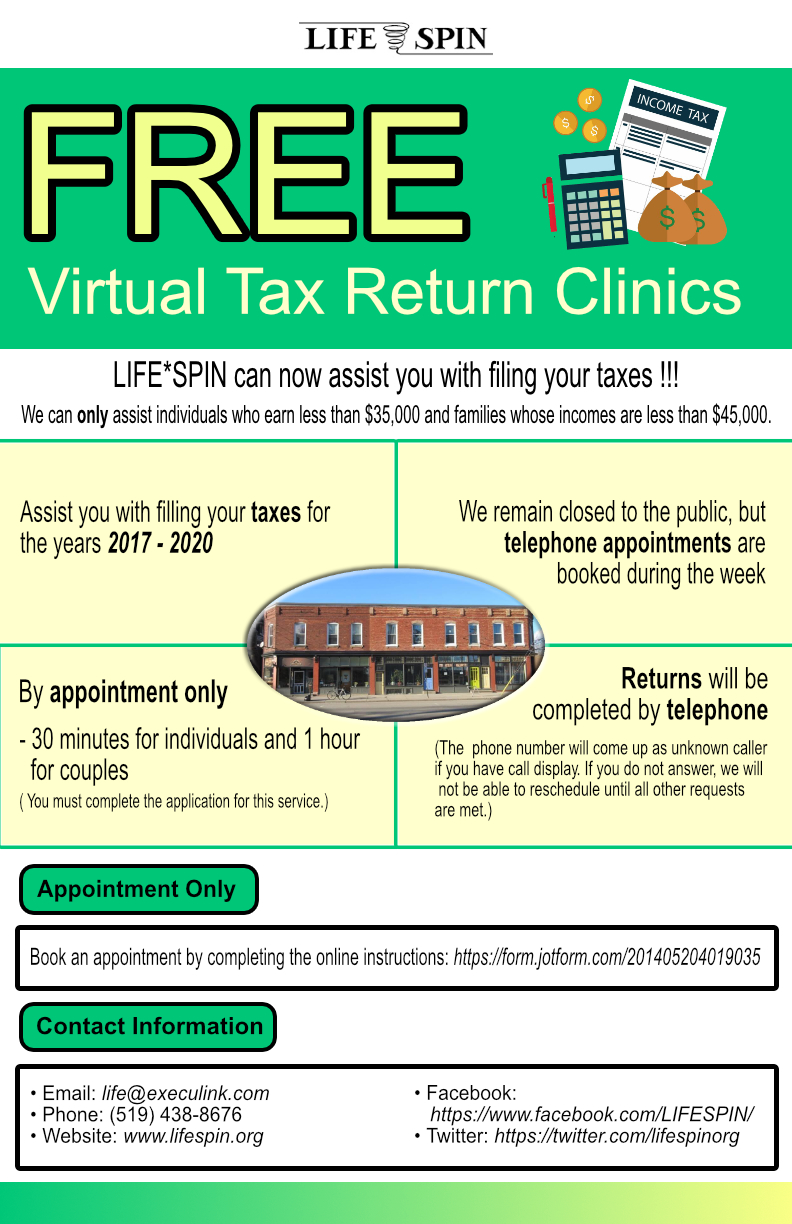 LIFE SPIN
FREE
INCOME TAX
$
$
$
$
$
Virtual Tax Return Clinics
LIFE*SPIN can now assist you with filing your taxes !!!
We can only assist individuals who earn less than $35,000 and families whose incomes are less than $45,000.
Assist you with filling your taxes for
the years 2017 - 2020
We remain closed to the public, but
telephone appointments are
booked during the week
By appointment only
- 30 minutes for individuals and 1 hour
for couples
( You must complete the application for this service.)
Returns will be
completed by telephone
(The phone number will come up as unknown caller
if you have call display. If you do not answer, we will
not be able to reschedule until all other requests
are met.)
Appointment Only
Book an appointment by completing the online instructions: https://form.jotform.com/201405204019035
Contact Information
• Email: life@execulink.com
• Phone: (519) 438-8676
• Website: www.lifespin.org
• Facebook:
https://www.facebook.com/LIFESPIN/
• Twitter: https://twitter.com/lifespinorg